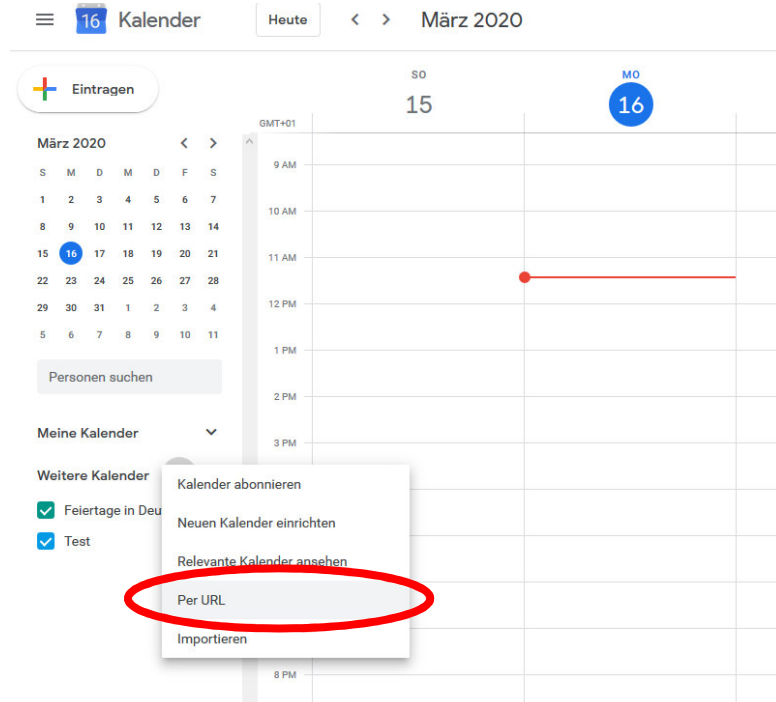 16 Kalender Heute < > März 2020
Eintragen
SO MO
15 16
GMT+01
März 2020 < >
S M D M D F S
1 2 3 4 5 6 7
8 9 10 11 12 13 14
15 16 17 18 19 20 21
22 23 24 25 26 27 28
29 30 31 1 2 3 4
5 6 7 8 9 10 11
Personen suchen
Meine Kalender
Weitere Kalender
Feiertage in Deu
Test
9 AM
10 AM
11 AM
12 PM
1 PM
2 PM
3 PM
8 PM
Kalender abonnieren
Neuen Kalender einrichten
Relevante Kalender ansehen
Per URL
Importieren